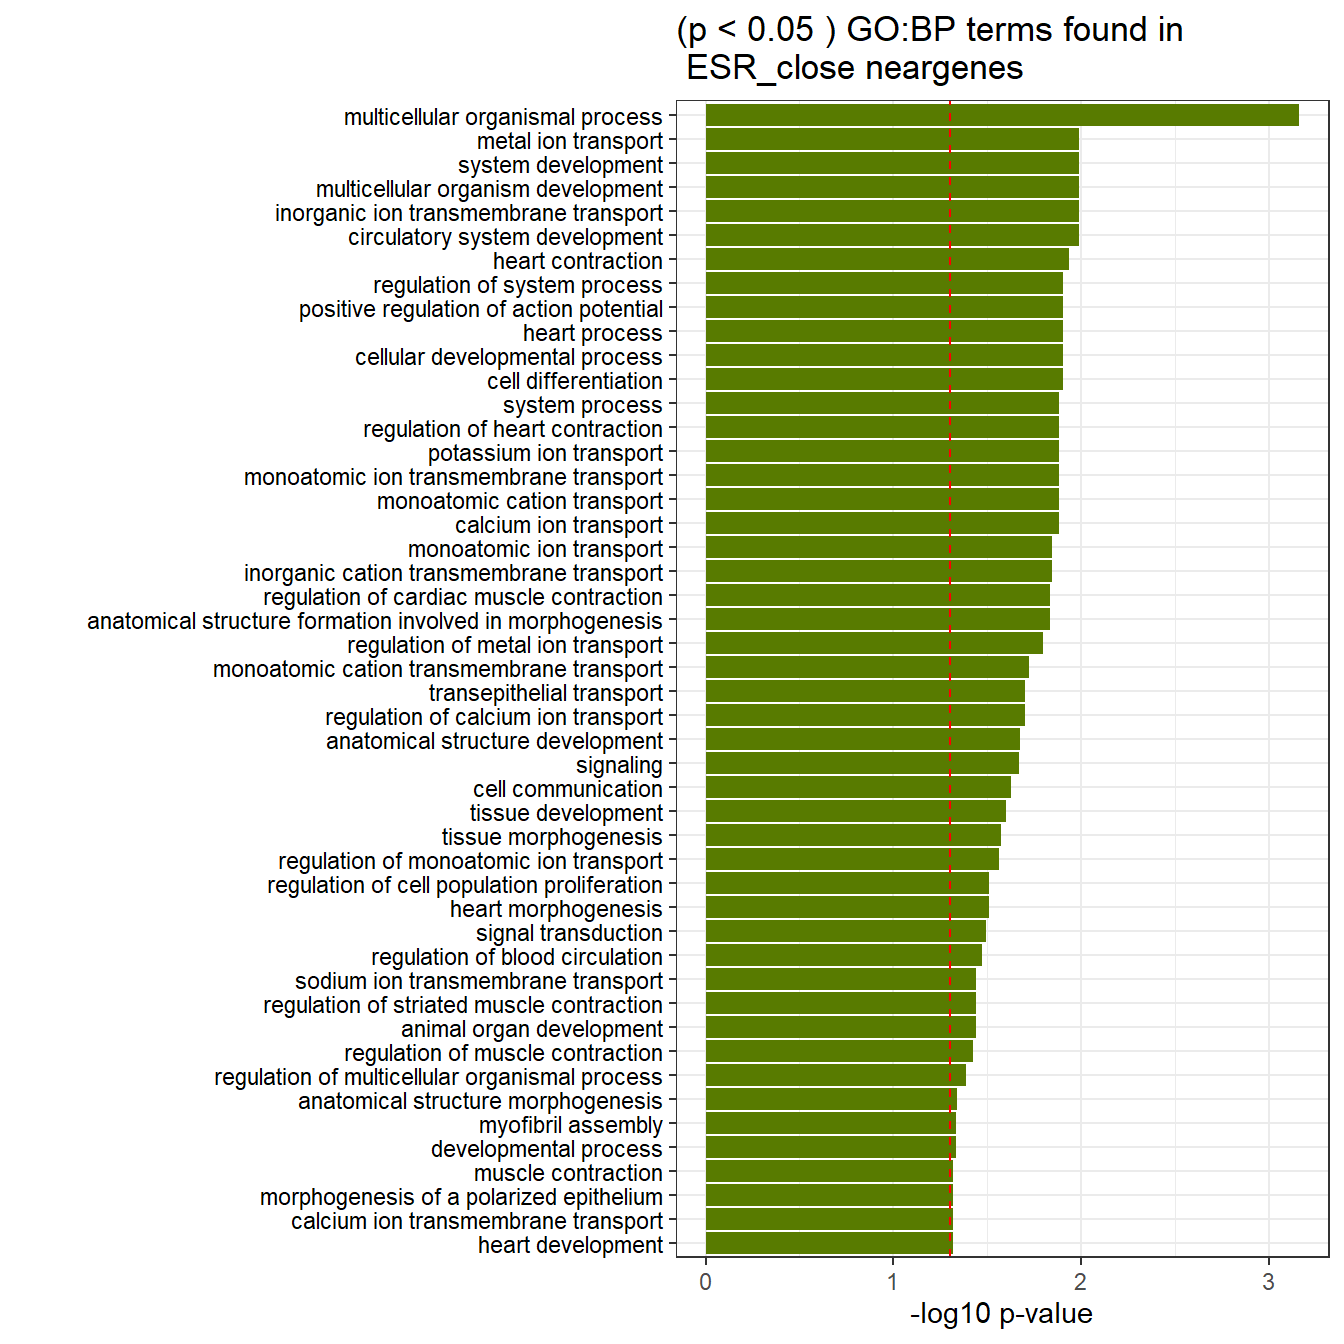 (p < 0.05 ) GO:BP terms found in
ESR_close neargenes
multicellular organismal process
metal ion transport
system development
multicellular organism development
inorganic ion transmembrane transport
circulatory system development
heart contraction
regulation of system process
positive regulation of action potential
heart process
cellular developmental process
cell differentiation
system process
regulation of heart contraction
potassium ion transport
monoatomic ion transmembrane transport
monoatomic cation transport
calcium ion transport
monoatomic ion transport
inorganic cation transmembrane transport
regulation of cardiac muscle contraction
anatomical structure formation involved in morphogenesis
regulation of metal ion transport
monoatomic cation transmembrane transport
transepithelial transport
regulation of calcium ion transport
anatomical structure development
signaling
cell communication
tissue development
tissue morphogenesis
regulation of monoatomic ion transport
regulation of cell population proliferation
heart morphogenesis
signal transduction
regulation of blood circulation
sodium ion transmembrane transport
regulation of striated muscle contraction
animal organ development
regulation of muscle contraction
regulation of multicellular organismal process
anatomical structure morphogenesis
myofibril assembly
developmental process
muscle contraction
morphogenesis of a polarized epithelium
calcium ion transmembrane transport
heart development
0 1 2 3
-log10 p-value